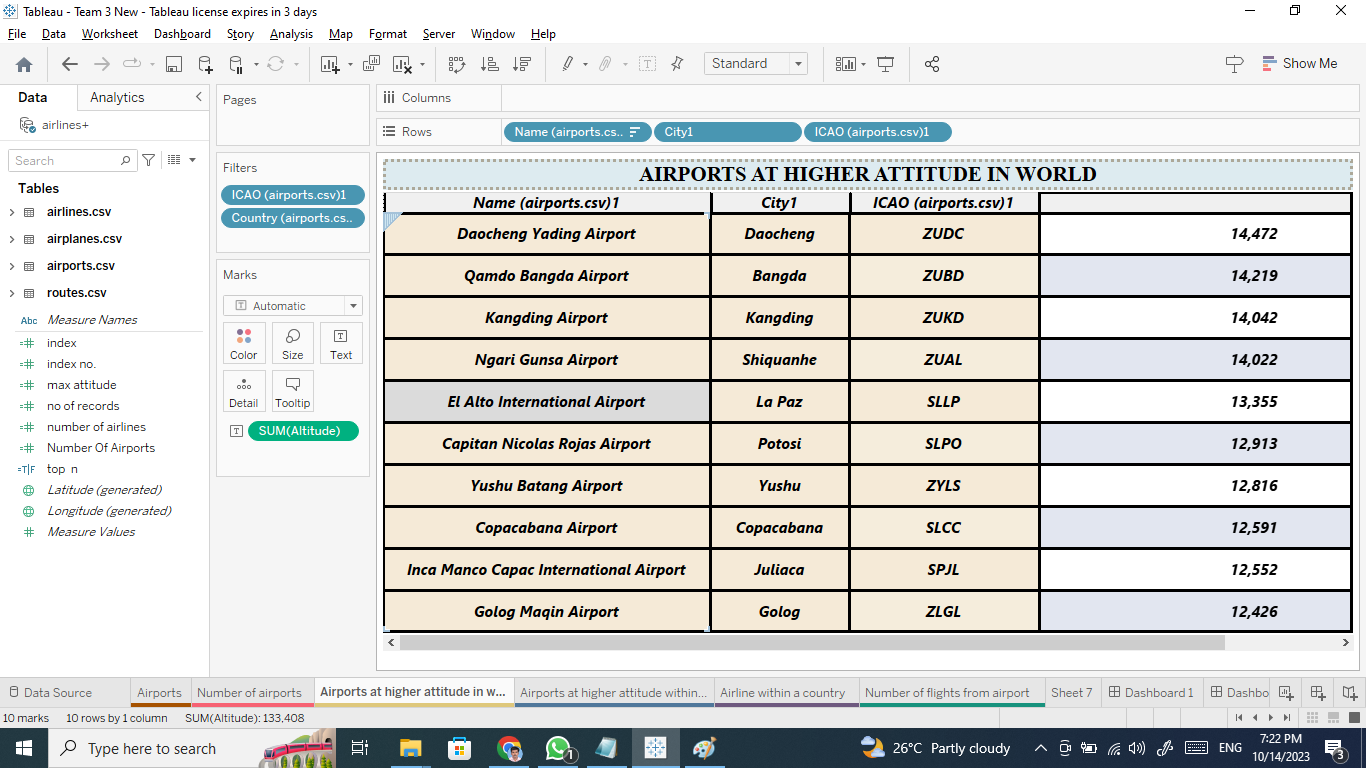 Tableau - Team 3 New - Tableau license expires in 3 days
File Data Worksheet Dashboard Story Analysis Map Format Server Window Help
Standard Show Me
Data Analytics
airlines+
Search
Tables
airlines.csv
airplanes.csv
airports.csv
routes.csv
Abc Measure Names
index
index no.
max attitude
no of records
number of airlines
Number Of Airports
=T|F top n
Latitude (generated)
Longitude (generated)
Measure Values
Pages
Filters
ICAO (airports.csv)1
Country (airports.cs..
Marks
Automatic
Color Size Text
Detail Tooltip
SUM(Altitude)
Columns
Rows Name (airports.cs.. City1 ICAO (airports.csv)1
AIRPORTS AT HIGHER ATTITUDE IN WORLD
Name (airports.csv)1 City1 ICAO (airports.csv)1
Daocheng Yading Airport Daocheng ZUDC 14,472
Qamdo Bangda Airport Bangda ZUBD 14,219
Kangding Airport Kangding ZUKD 14,042
Ngari Gunsa Airport Shiquanhe ZUAL 14,022
El Alto International Airport La Paz SLLP 13,355
Capitan Nicolas Rojas Airport Potosi SLPO 12,913
Yushu Batang Airport Yushu ZYLS 12,816
Copacabana Airport Copacabana SLCC 12,591
Inca Manco Capac International Airport Juliaca SPJL 12,552
Golog Maqin Airport Golog ZLGL 12,426
Data Source Airports Number of airports Airports at higher attitude in w... Airports at higher attitude within... Airline within a country Number of flights from airport Sheet 7 Dashboard 1 Dashbo
10 marks 10 rows by 1 column SUM(Altitude): 133,408
Type here to search 1 26°C Partly cloudy ENG 7:22 PM
10/14/2023 3